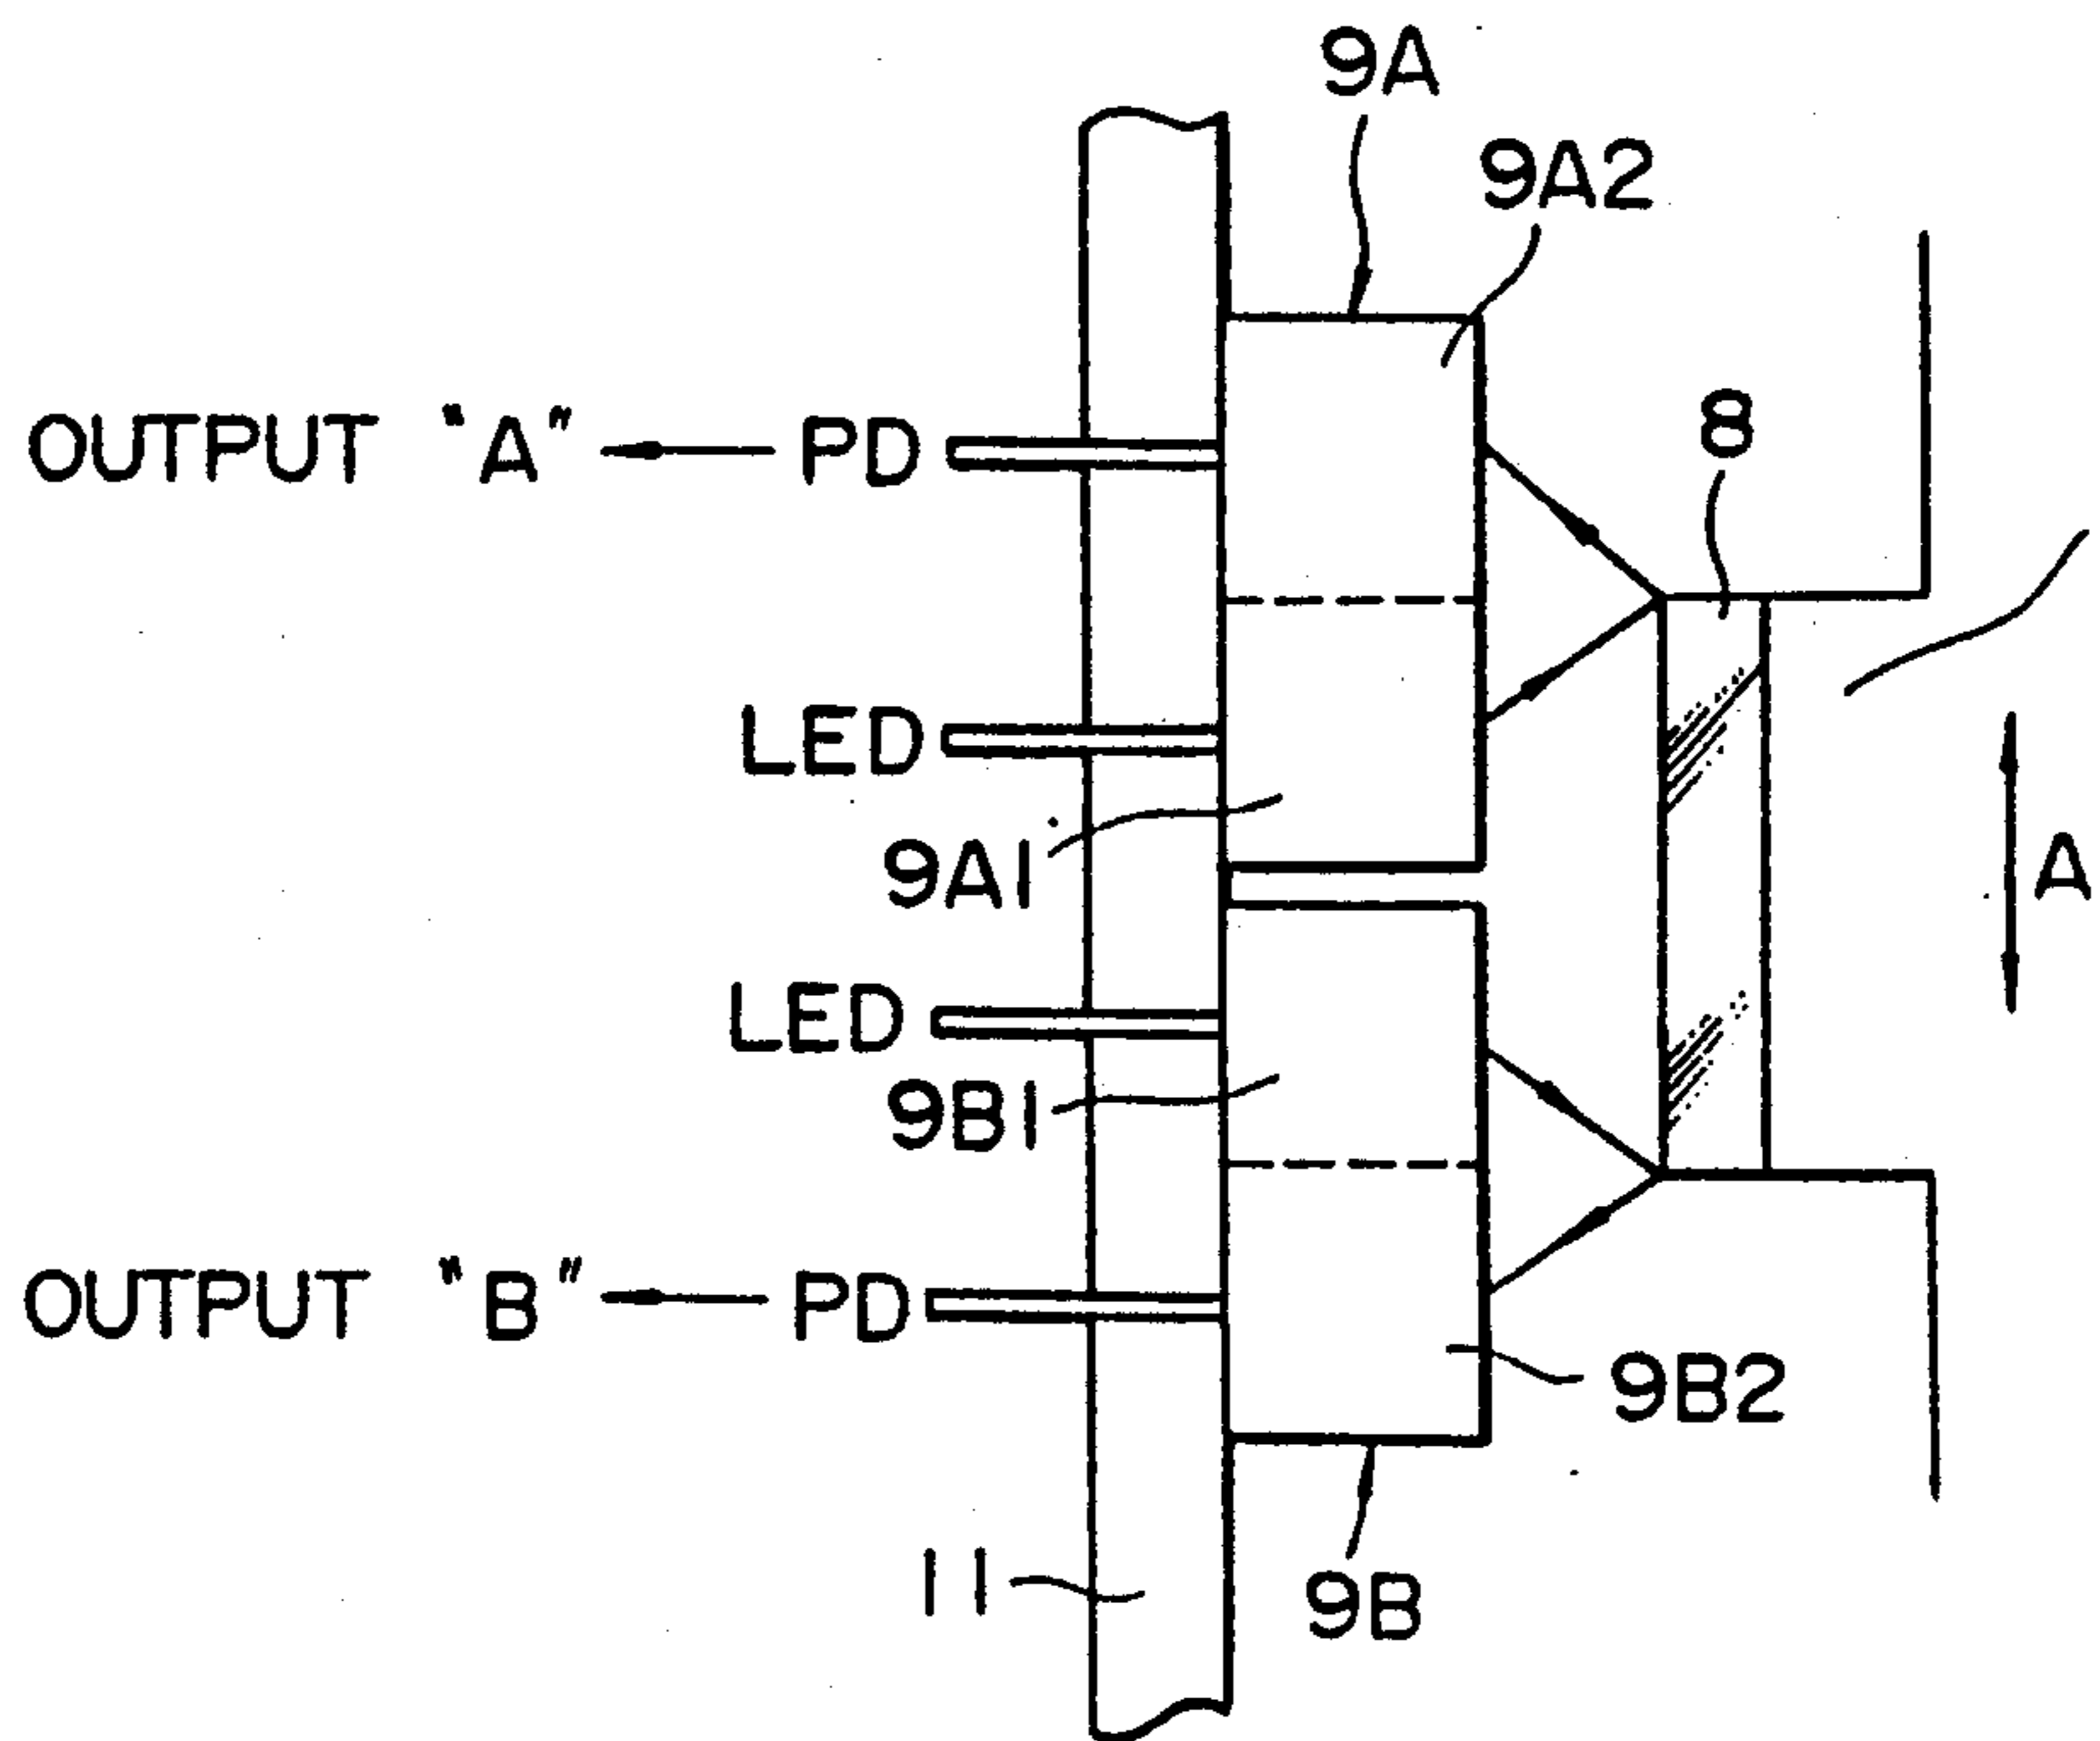 9A
9A2
8
OUTPUT "A" PD
LED
9A1
A
LED
9B1
OUTPUT "B" PD
9B2
11
9B